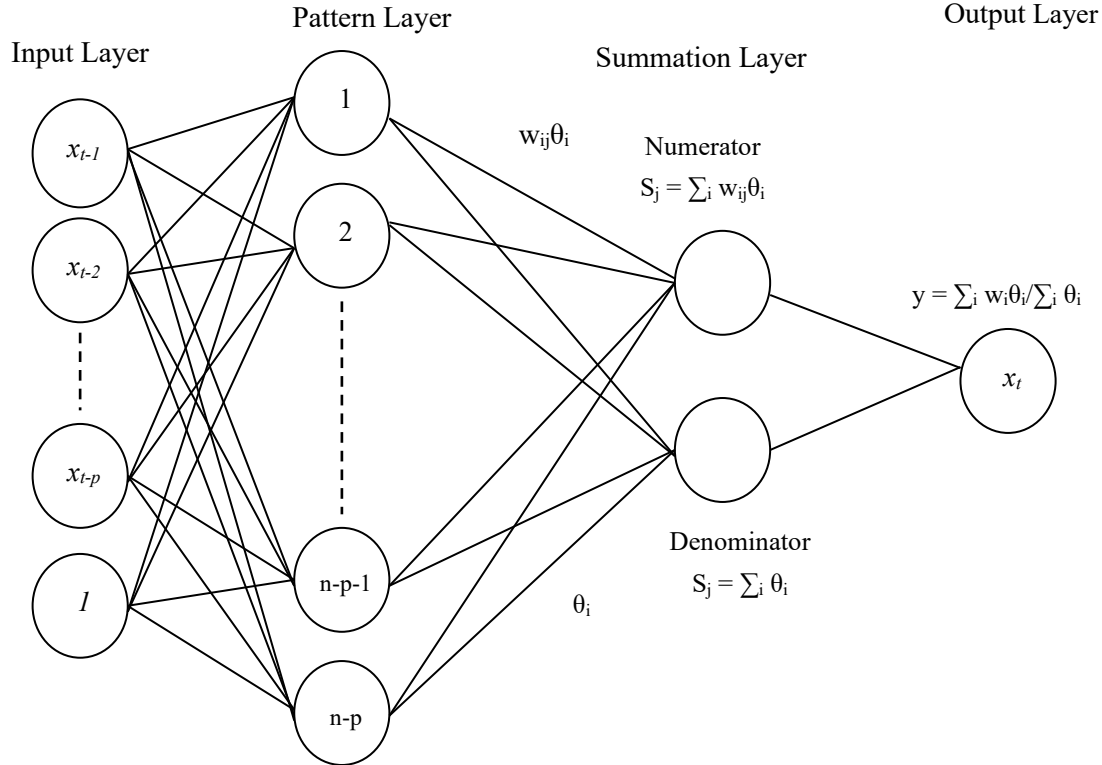 Input Layer
x_{t-1}
x_{t-2}
x_{t-p}
1
Pattern Layer
1
2
n-p-1
n-p
w_{ij}θ_i
θ_i
Summation Layer
Numerator
S_j = ∑_i w_{ij}θ_i
Denominator
S_j = ∑_i θ_i
Output Layer
y = ∑_i w_iθ_i/∑_i θ_i
x_t